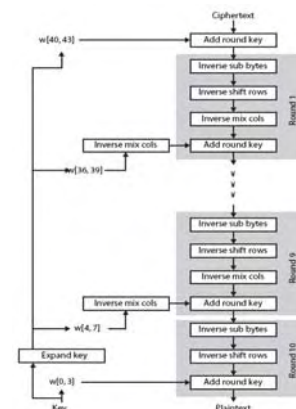 Ciphertext
w[40, 43]
Add round key
Inverse sub bytes
Inverse shift rows
Inverse mix cols
Inverse mix cols
Add round key
Round 1
w[36, 39]
Inverse sub bytes
Inverse shift rows
Inverse mix cols
Inverse mix cols
Add round key
Round 9
w[4, 7]
Inverse sub bytes
Inverse shift rows
Expand key
w[0, 3]
Add round key
Round 10
Key
Plaintext